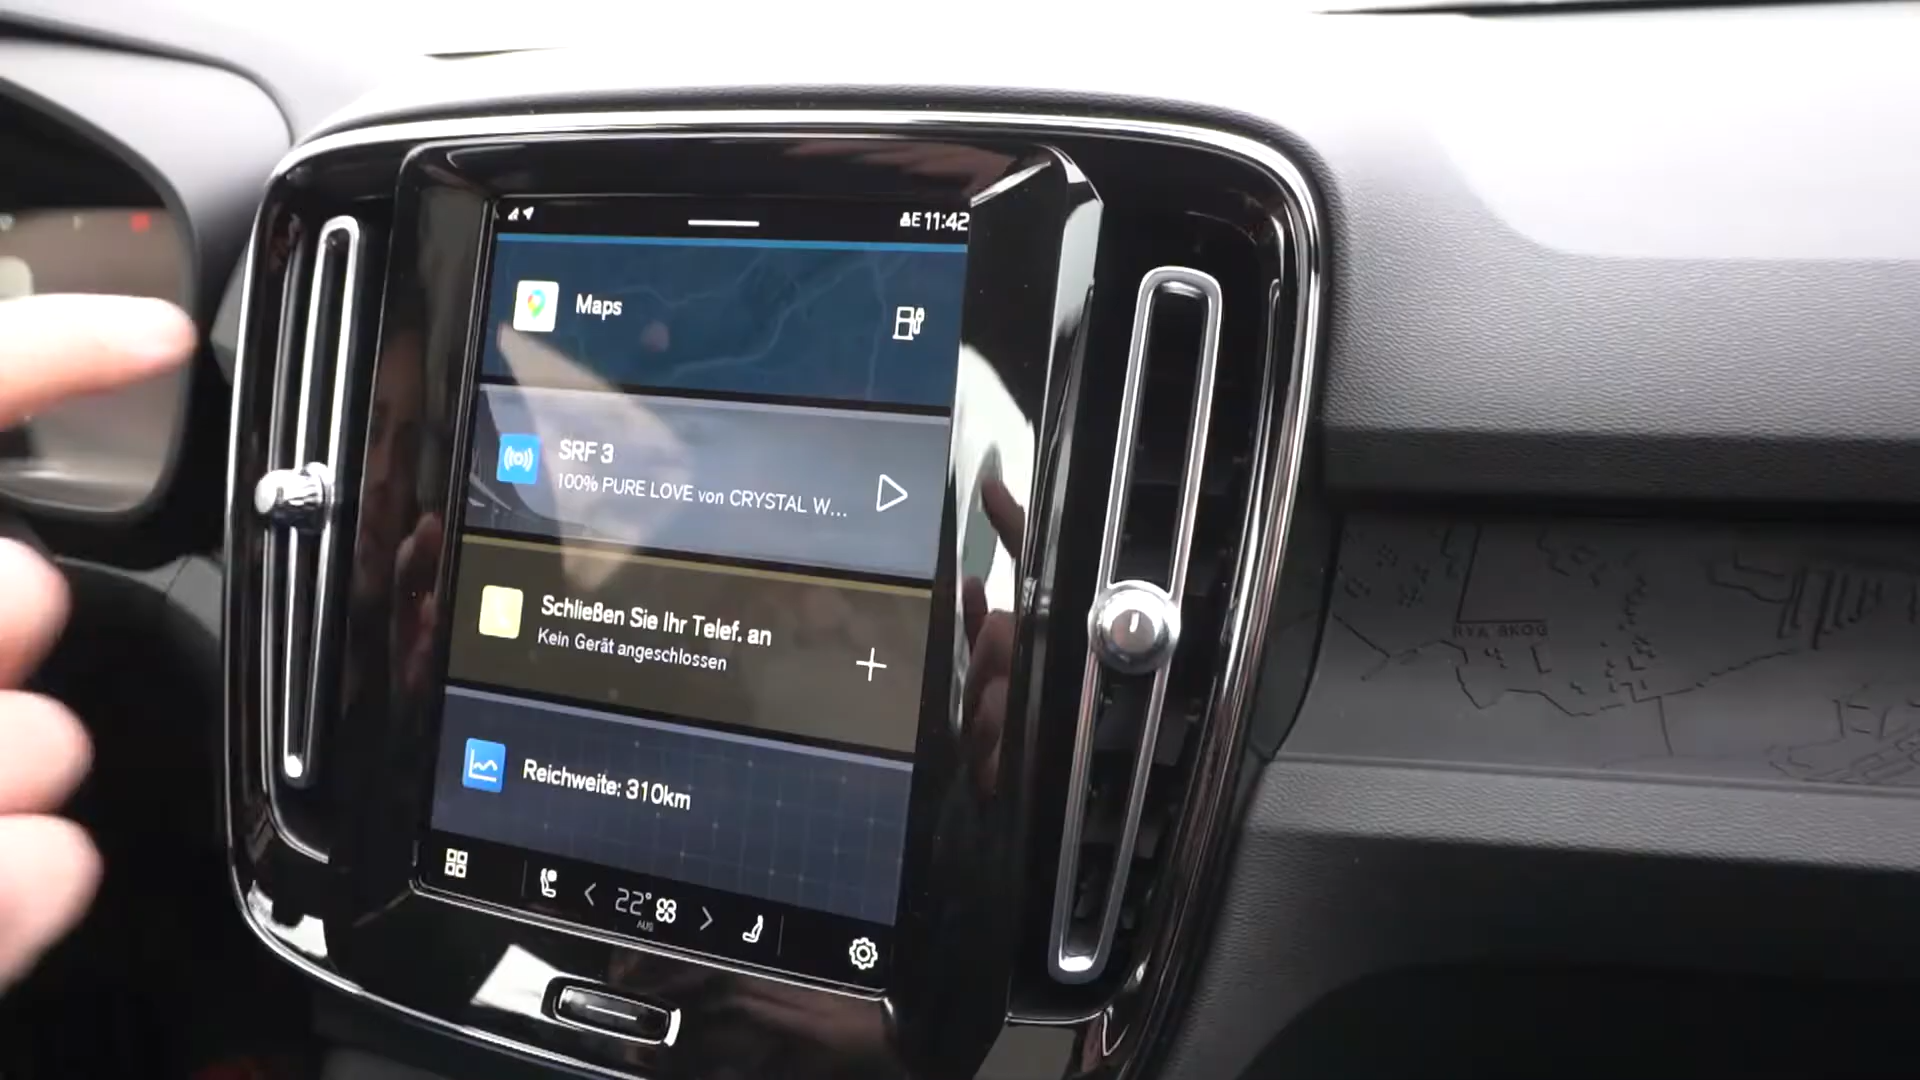 E 11:42
Maps
SRF 3
100% PURE LOVE von CRYSTAL W...
Schließen Sie Ihr Telef. an
Kein Gerät angeschlossen
Reichweite: 310km
22°
AUS
RYA SKOG